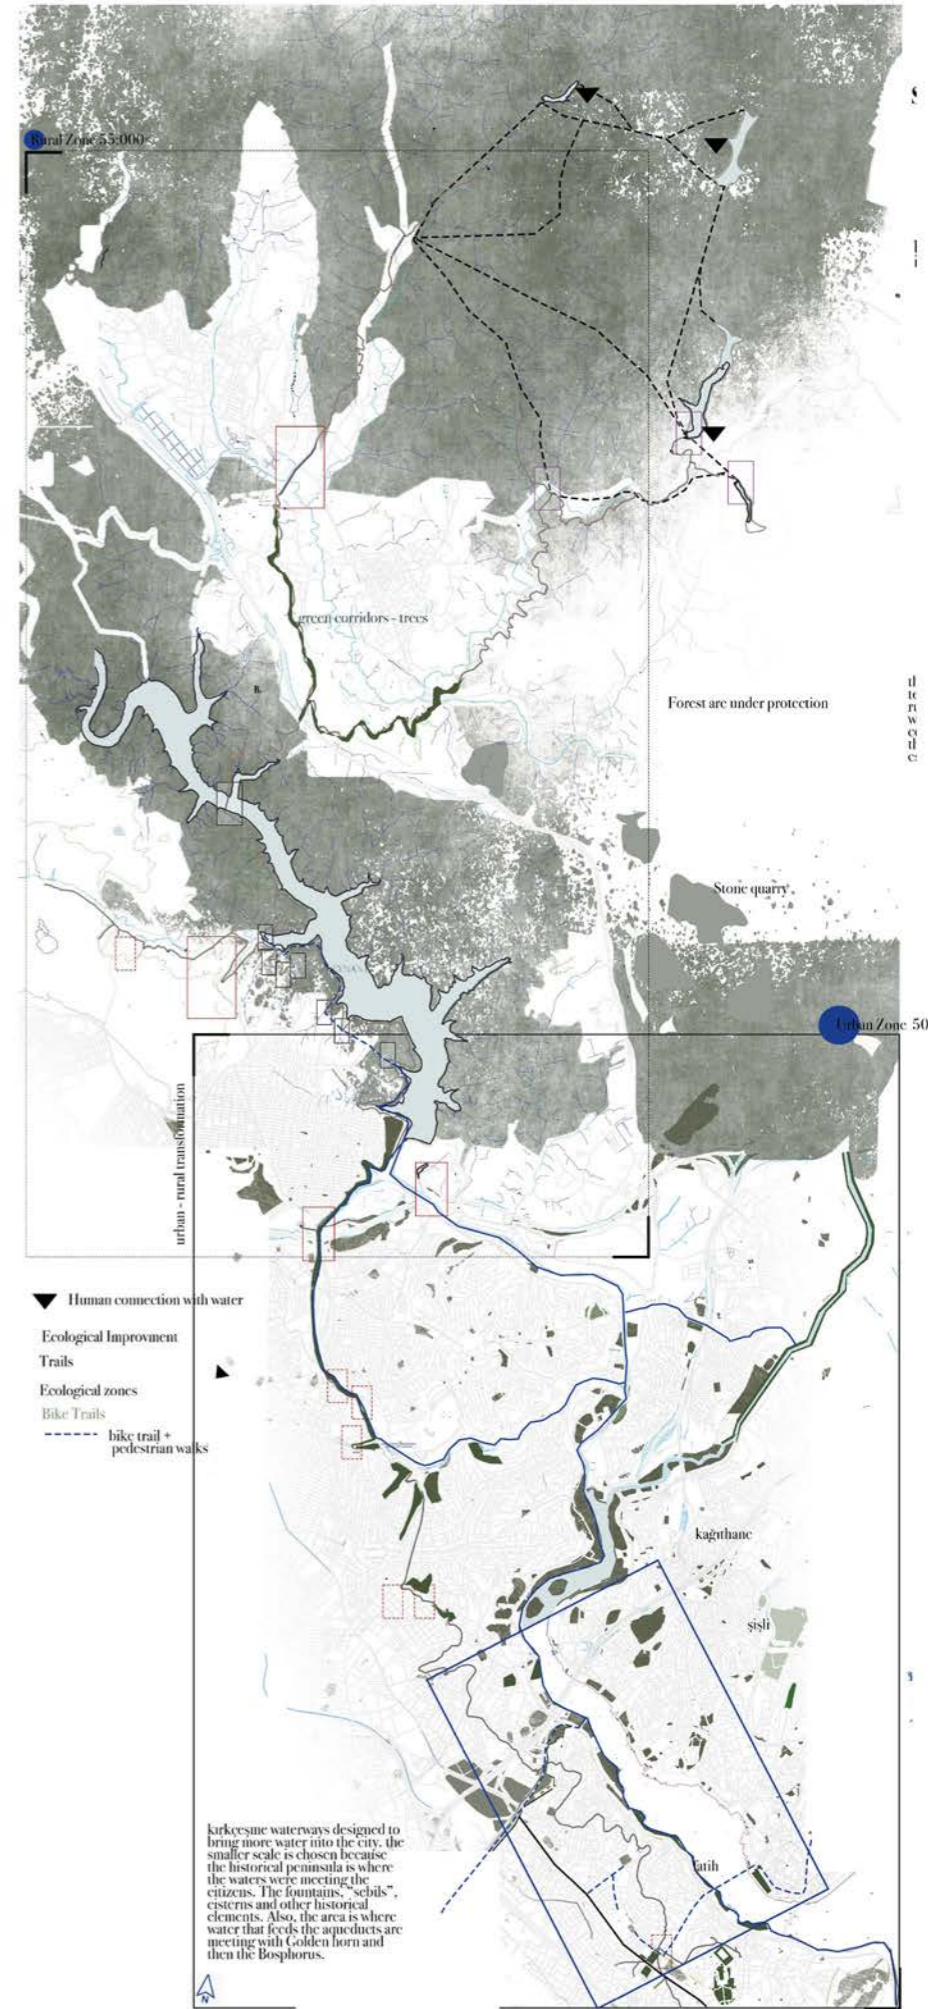 Rural Zone 55:000
green corridors - trees
B.
Forest are under protection
Stone quarry
Urban Zone 50
urban - rural transformation
Human connection with water
Ecological Improvment
Trails
Ecological zones
Bike Trails
bike trail +
pedestrian walks
kağıthane
şişli
fatih
kırkçeşme waterways designed to
bring more water into the city. the
smaller scale is chosen because
the historical peninsula is where
the waters were meeting the
citizens. The fountains, "sebils",
cisterns and other historical
elements. Also, the area is where
water that feeds the aqueducts are
meeting with Golden horn and
then the Bosphorus.
N